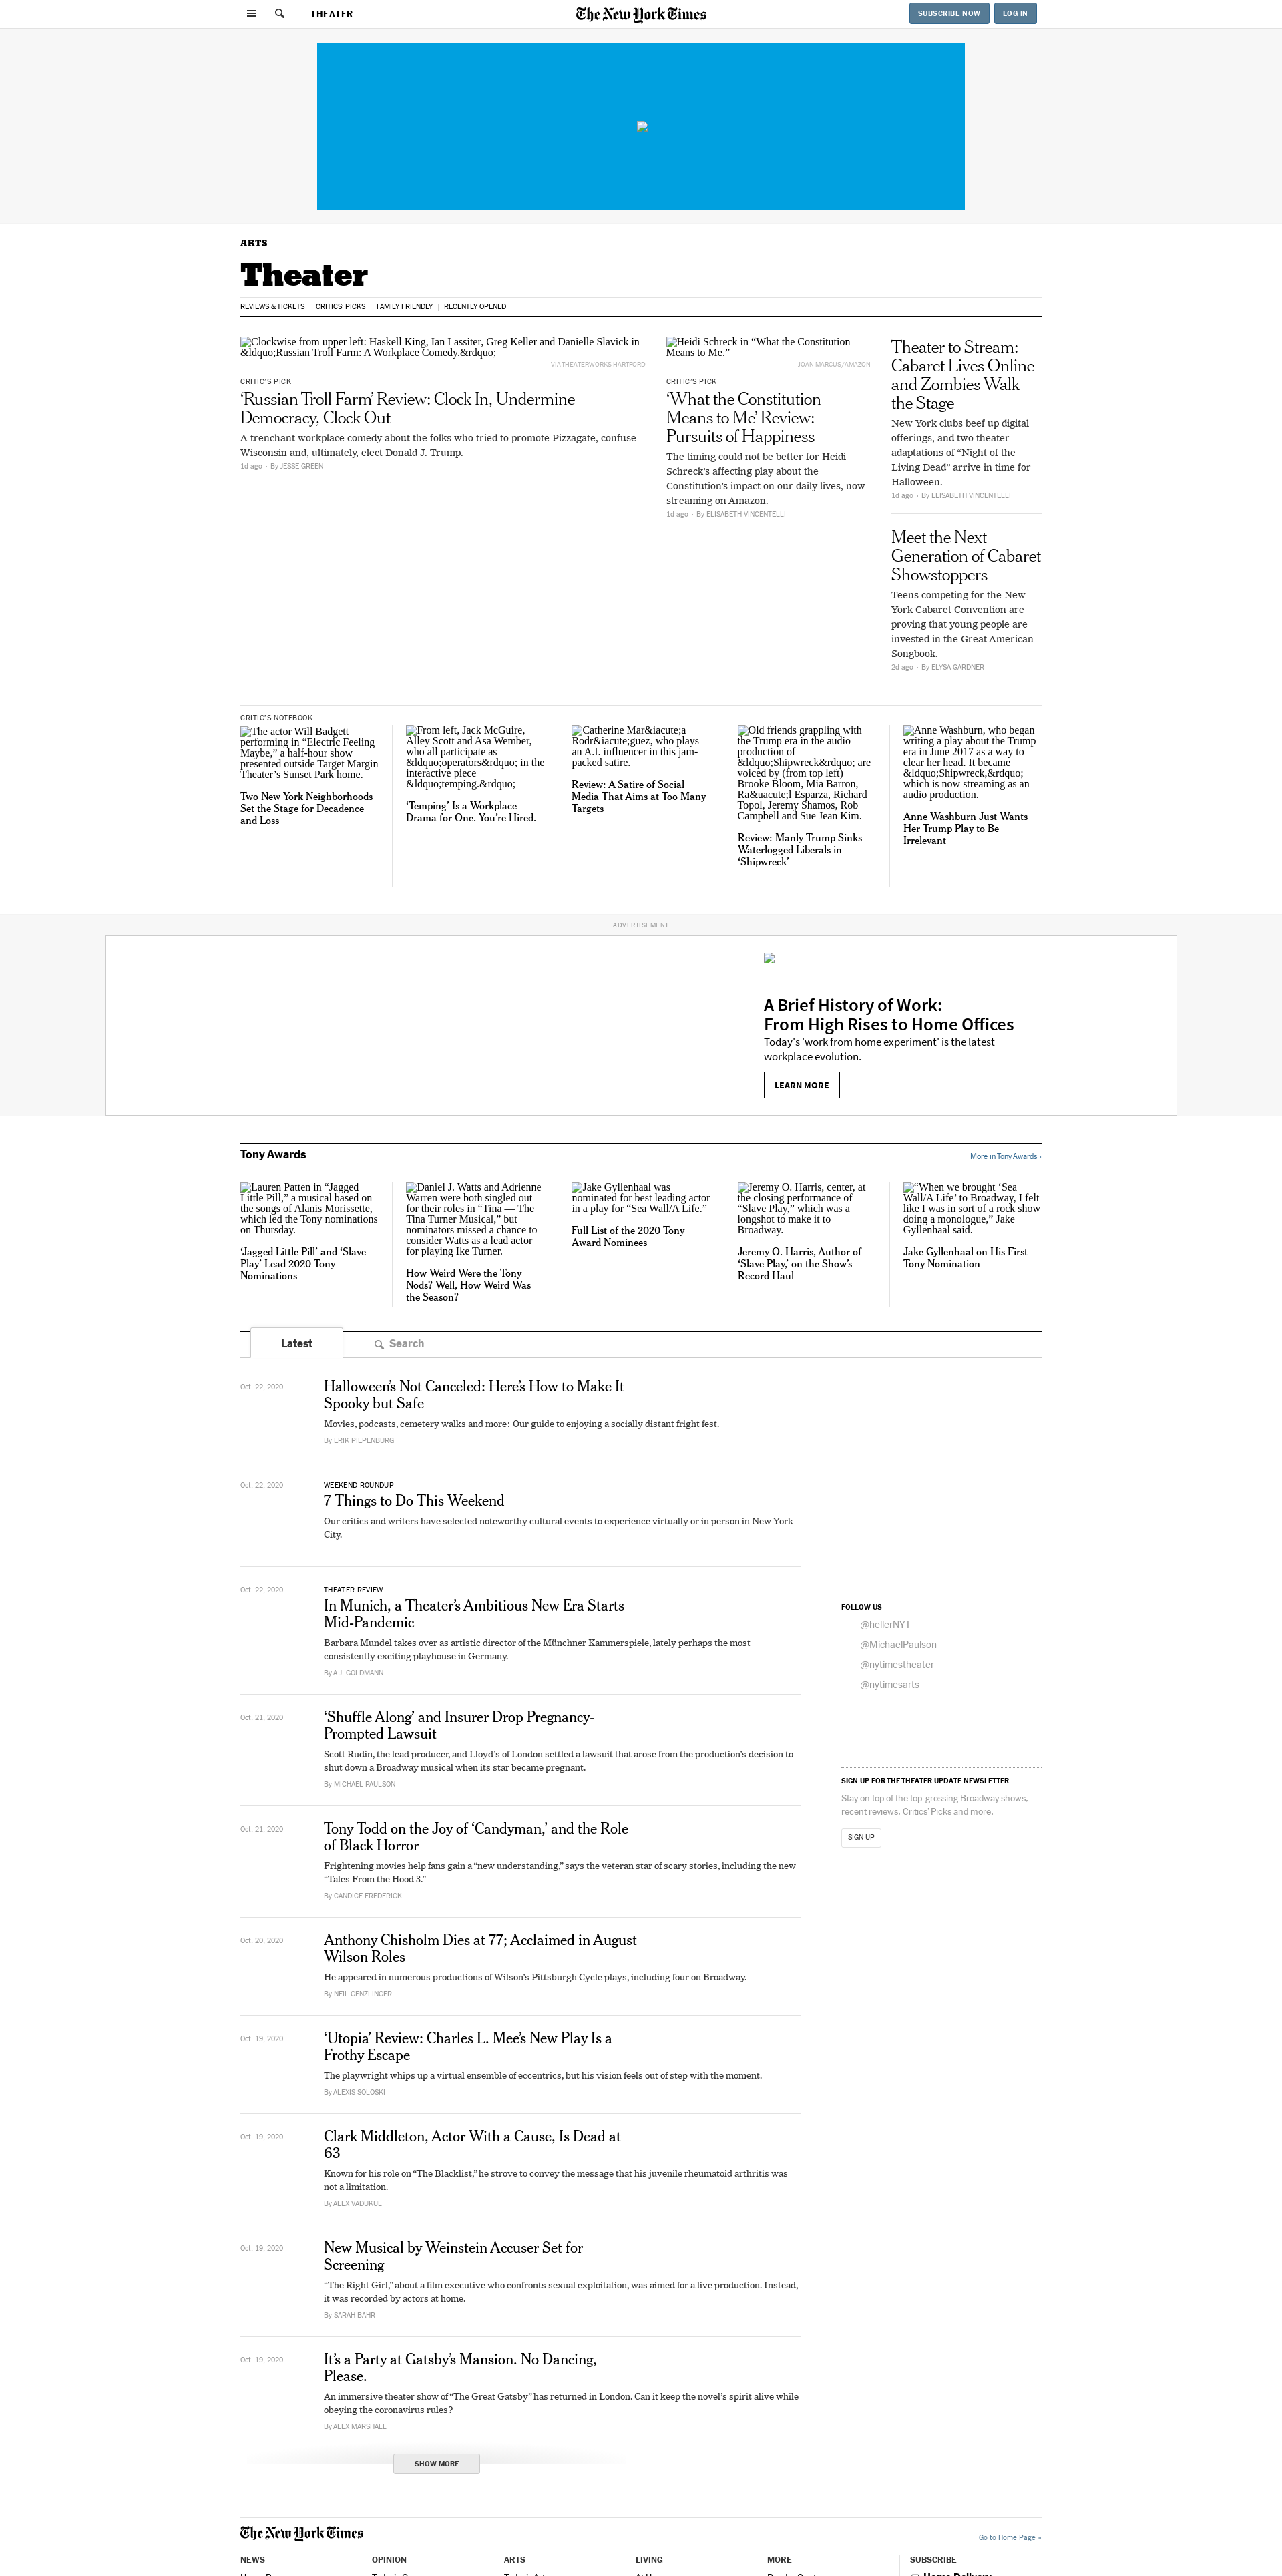 THEATER
The New York Times
SUBSCRIBE NOW
LOG IN
ARTS
Theater
REVIEWS & TICKETS
CRITICS' PICKS
FAMILY FRIENDLY
RECENTLY OPENED
Clockwise from upper left: Haskell King, Ian Lassiter, Greg Keller and Danielle Slavick in
&ldquo;Russian Troll Farm: A Workplace Comedy.&rdquo;
VIA THEATERWORKS HARTFORD
CRITIC'S PICK
‘Russian Troll Farm’ Review: Clock In, Undermine
Democracy, Clock Out
A trenchant workplace comedy about the folks who tried to promote Pizzagate, confuse
Wisconsin and, ultimately, elect Donald J. Trump.
1d ago • By JESSE GREEN
Heidi Schreck in “What the Constitution
Means to Me.”
JOAN MARCUS/AMAZON
CRITIC'S PICK
‘What the Constitution
Means to Me’ Review:
Pursuits of Happiness
The timing could not be better for Heidi
Schreck’s affecting play about the
Constitution’s impact on our daily lives, now
streaming on Amazon.
1d ago • By ELISABETH VINCENTELLI
Theater to Stream:
Cabaret Lives Online
and Zombies Walk
the Stage
New York clubs beef up digital
offerings, and two theater
adaptations of “Night of the
Living Dead” arrive in time for
Halloween.
1d ago • By ELISABETH VINCENTELLI
Meet the Next
Generation of Cabaret
Showstoppers
Teens competing for the New
York Cabaret Convention are
proving that young people are
invested in the Great American
Songbook.
2d ago • By ELYSA GARDNER
CRITIC'S NOTEBOOK
The actor Will Badgett
performing in “Electric Feeling
Maybe,” a half-hour show
presented outside Target Margin
Theater’s Sunset Park home.
Two New York Neighborhoods
Set the Stage for Decadence
and Loss
From left, Jack McGuire,
Alley Scott and Asa Wember,
who all participate as
&ldquo;operators&rdquo; in the
interactive piece
&ldquo;temping.&rdquo;
‘Temping’ Is a Workplace
Drama for One. You’re Hired.
Catherine Mar&iacute;a
Rodr&iacute;guez, who plays
an A.I. influencer in this jam-
packed satire.
Review: A Satire of Social
Media That Aims at Too Many
Targets
Old friends grappling with
the Trump era in the audio
production of
&ldquo;Shipwreck&rdquo; are
voiced by (from top left)
Brooke Bloom, Mia Barron,
Ra&uacute;l Esparza, Richard
Topol, Jeremy Shamos, Rob
Campbell and Sue Jean Kim.
Review: Manly Trump Sinks
Waterlogged Liberals in
‘Shipwreck’
Anne Washburn, who began
writing a play about the Trump
era in June 2017 as a way to
clear her head. It became
&ldquo;Shipwreck,&rdquo;
which is now streaming as an
audio production.
Anne Washburn Just Wants
Her Trump Play to Be
Irrelevant
ADVERTISEMENT
A Brief History of Work:
From High Rises to Home Offices
Today's 'work from home experiment' is the latest
workplace evolution.
LEARN MORE
Tony Awards
More in Tony Awards ›
Lauren Patten in “Jagged
Little Pill,” a musical based on
the songs of Alanis Morissette,
which led the Tony nominations
on Thursday.
‘Jagged Little Pill’ and ‘Slave
Play’ Lead 2020 Tony
Nominations
Daniel J. Watts and Adrienne
Warren were both singled out
for their roles in “Tina — The
Tina Turner Musical,” but
nominators missed a chance to
consider Watts as a lead actor
for playing Ike Turner.
How Weird Were the Tony
Nods? Well, How Weird Was
the Season?
Jake Gyllenhaal was
nominated for best leading actor
in a play for “Sea Wall/A Life.”
Full List of the 2020 Tony
Award Nominees
Jeremy O. Harris, center, at
the closing performance of
“Slave Play,” which was a
longshot to make it to
Broadway.
Jeremy O. Harris, Author of
‘Slave Play,’ on the Show’s
Record Haul
“When we brought ‘Sea
Wall/A Life’ to Broadway, I felt
like I was in sort of a rock show
doing a monologue,” Jake
Gyllenhaal said.
Jake Gyllenhaal on His First
Tony Nomination
Latest
Search
Oct. 22, 2020
Halloween’s Not Canceled: Here’s How to Make It
Spooky but Safe
Movies, podcasts, cemetery walks and more: Our guide to enjoying a socially distant fright fest.
By ERIK PIEPENBURG
Oct. 22, 2020
WEEKEND ROUNDUP
7 Things to Do This Weekend
Our critics and writers have selected noteworthy cultural events to experience virtually or in person in New York
City.
Oct. 22, 2020
THEATER REVIEW
In Munich, a Theater’s Ambitious New Era Starts
Mid-Pandemic
Barbara Mundel takes over as artistic director of the Münchner Kammerspiele, lately perhaps the most
consistently exciting playhouse in Germany.
By A.J. GOLDMANN
Oct. 21, 2020
‘Shuffle Along’ and Insurer Drop Pregnancy-
Prompted Lawsuit
Scott Rudin, the lead producer, and Lloyd’s of London settled a lawsuit that arose from the production’s decision to
shut down a Broadway musical when its star became pregnant.
By MICHAEL PAULSON
Oct. 21, 2020
Tony Todd on the Joy of ‘Candyman,’ and the Role
of Black Horror
Frightening movies help fans gain a “new understanding,” says the veteran star of scary stories, including the new
“Tales From the Hood 3.”
By CANDICE FREDERICK
Oct. 20, 2020
Anthony Chisholm Dies at 77; Acclaimed in August
Wilson Roles
He appeared in numerous productions of Wilson’s Pittsburgh Cycle plays, including four on Broadway.
By NEIL GENZLINGER
Oct. 19, 2020
‘Utopia’ Review: Charles L. Mee’s New Play Is a
Frothy Escape
The playwright whips up a virtual ensemble of eccentrics, but his vision feels out of step with the moment.
By ALEXIS SOLOSKI
Oct. 19, 2020
Clark Middleton, Actor With a Cause, Is Dead at
63
Known for his role on “The Blacklist,” he strove to convey the message that his juvenile rheumatoid arthritis was
not a limitation.
By ALEX VADUKUL
Oct. 19, 2020
New Musical by Weinstein Accuser Set for
Screening
“The Right Girl,” about a film executive who confronts sexual exploitation, was aimed for a live production. Instead,
it was recorded by actors at home.
By SARAH BAHR
Oct. 19, 2020
It’s a Party at Gatsby’s Mansion. No Dancing,
Please.
An immersive theater show of “The Great Gatsby” has returned in London. Can it keep the novel’s spirit alive while
obeying the coronavirus rules?
By ALEX MARSHALL
SHOW MORE
FOLLOW US
@hellerNYT
@MichaelPaulson
@nytimestheater
@nytimesarts
SIGN UP FOR THE THEATER UPDATE NEWSLETTER
Stay on top of the top-grossing Broadway shows,
recent reviews, Critics’ Picks and more.
SIGN UP
The New York Times
Go to Home Page »
NEWS
OPINION
ARTS
LIVING
MORE
SUBSCRIBE